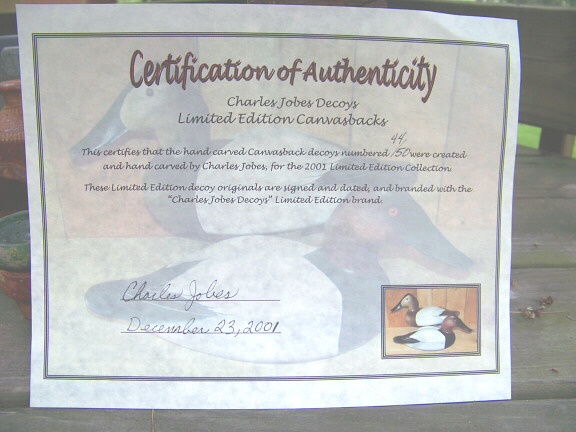 Certification of Authenticity
Charles Jobes Decoys
Limited Edition Canvasbacks
This certifies that the hand carved Canvasback decoys numbered 44/50 were created
and hand carved by Charles Jobes, for the 2001 Limited Edition Collection.
These Limited Edition decoy originals are signed and dated, and branded with the
"Charles Jobes Decoys" Limited Edition brand.
Charles Jobes
December 23, 2001